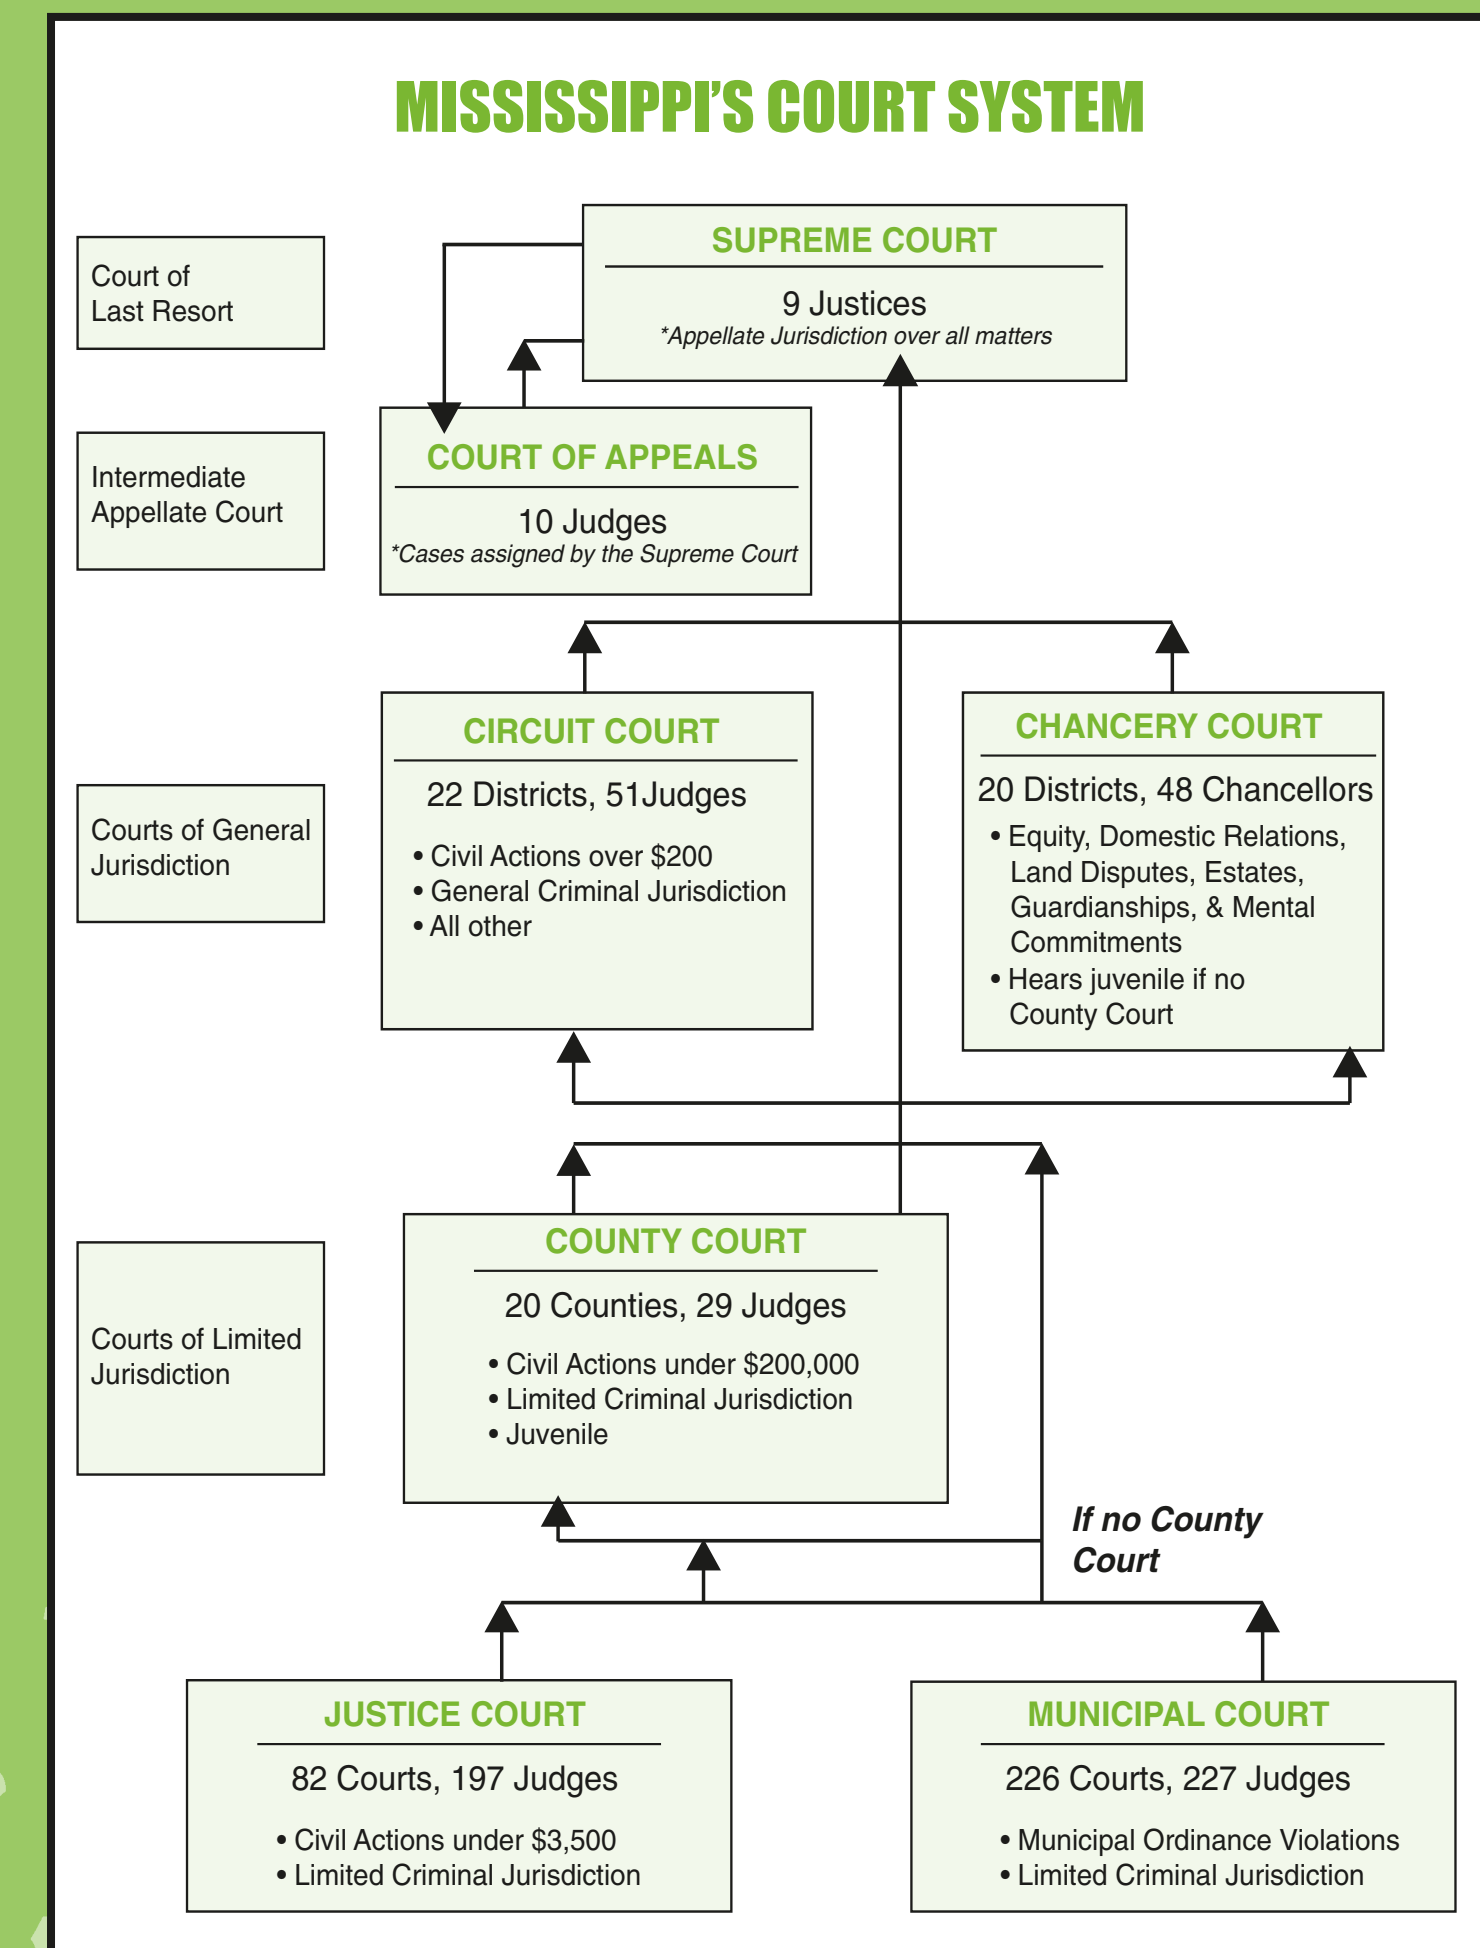 MISSISSIPPI'S COURT SYSTEM
Court of
Last Resort
SUPREME COURT
9 Justices
*Appellate Jurisdiction over all matters
Intermediate
Appellate Court
COURT OF APPEALS
10 Judges
*Cases assigned by the Supreme Court
Courts of General
Jurisdiction
CIRCUIT COURT
22 Districts, 51Judges
• Civil Actions over $200
• General Criminal Jurisdiction
• All other
CHANCERY COURT
20 Districts, 48 Chancellors
• Equity, Domestic Relations,
Land Disputes, Estates,
Guardianships, & Mental
Commitments
• Hears juvenile if no
County Court
Courts of Limited
Jurisdiction
COUNTY COURT
20 Counties, 29 Judges
• Civil Actions under $200,000
• Limited Criminal Jurisdiction
• Juvenile
If no County
Court
JUSTICE COURT
82 Courts, 197 Judges
• Civil Actions under $3,500
• Limited Criminal Jurisdiction
MUNICIPAL COURT
226 Courts, 227 Judges
• Municipal Ordinance Violations
• Limited Criminal Jurisdiction